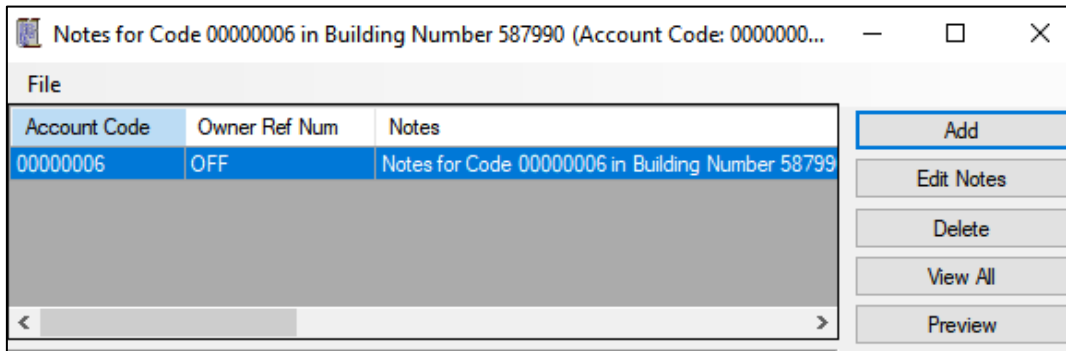 Notes for Code 00000006 in Building Number 587990 (Account Code: 0000000...
File
Account Code Owner Ref Num Notes
00000006 OFF Notes for Code 00000006 in Building Number 58799
Add
Edit Notes
Delete
View All
Preview